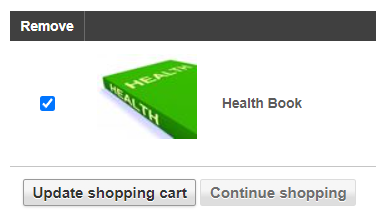 Remove
HEALTH
HEALTH
Health Book
Update shopping cart Continue shopping